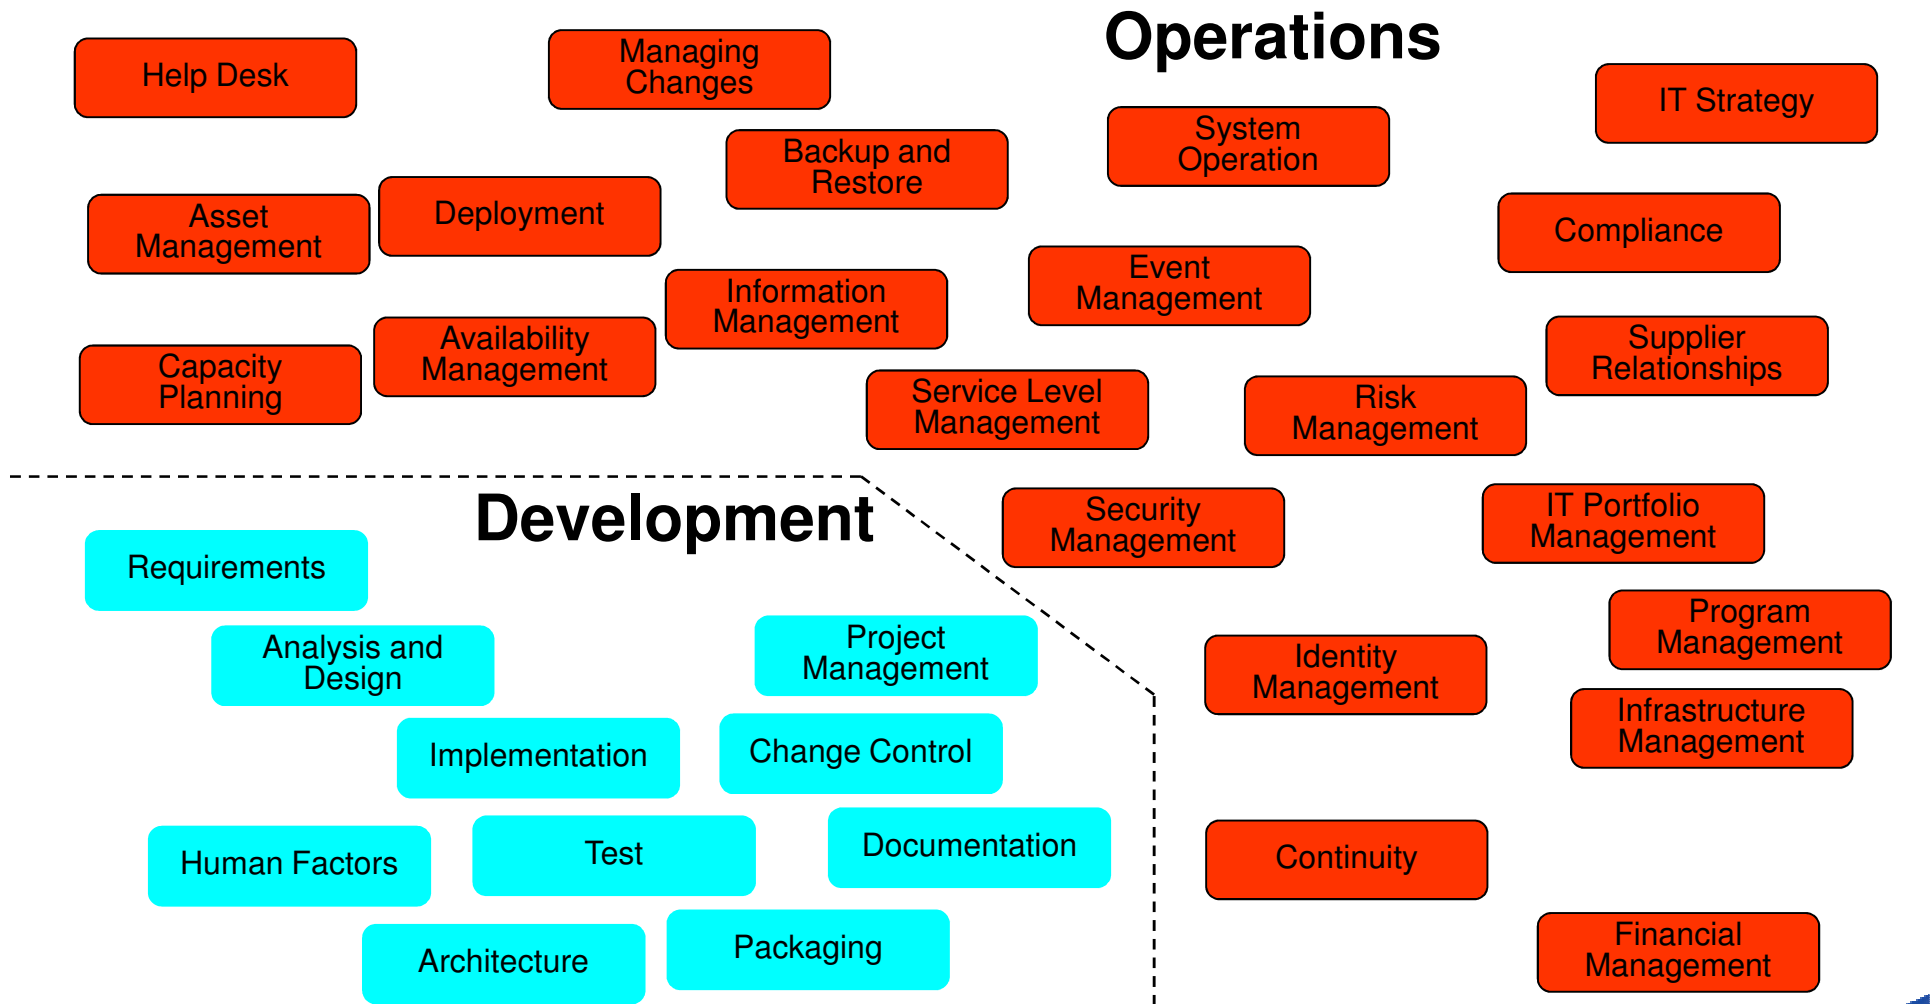 Operations
Help Desk
Managing
Changes
IT Strategy
System
Operation
Backup and
Restore
Asset
Management
Deployment
Compliance
Event
Management
Information
Management
Availability
Management
Supplier
Relationships
Capacity
Planning
Service Level
Management
Risk
Management
Development
Security
Management
IT Portfolio
Management
Requirements
Program
Management
Analysis and
Design
Project
Management
Identity
Management
Infrastructure
Management
Implementation
Change Control
Human Factors
Test
Documentation
Continuity
Architecture
Packaging
Financial
Management